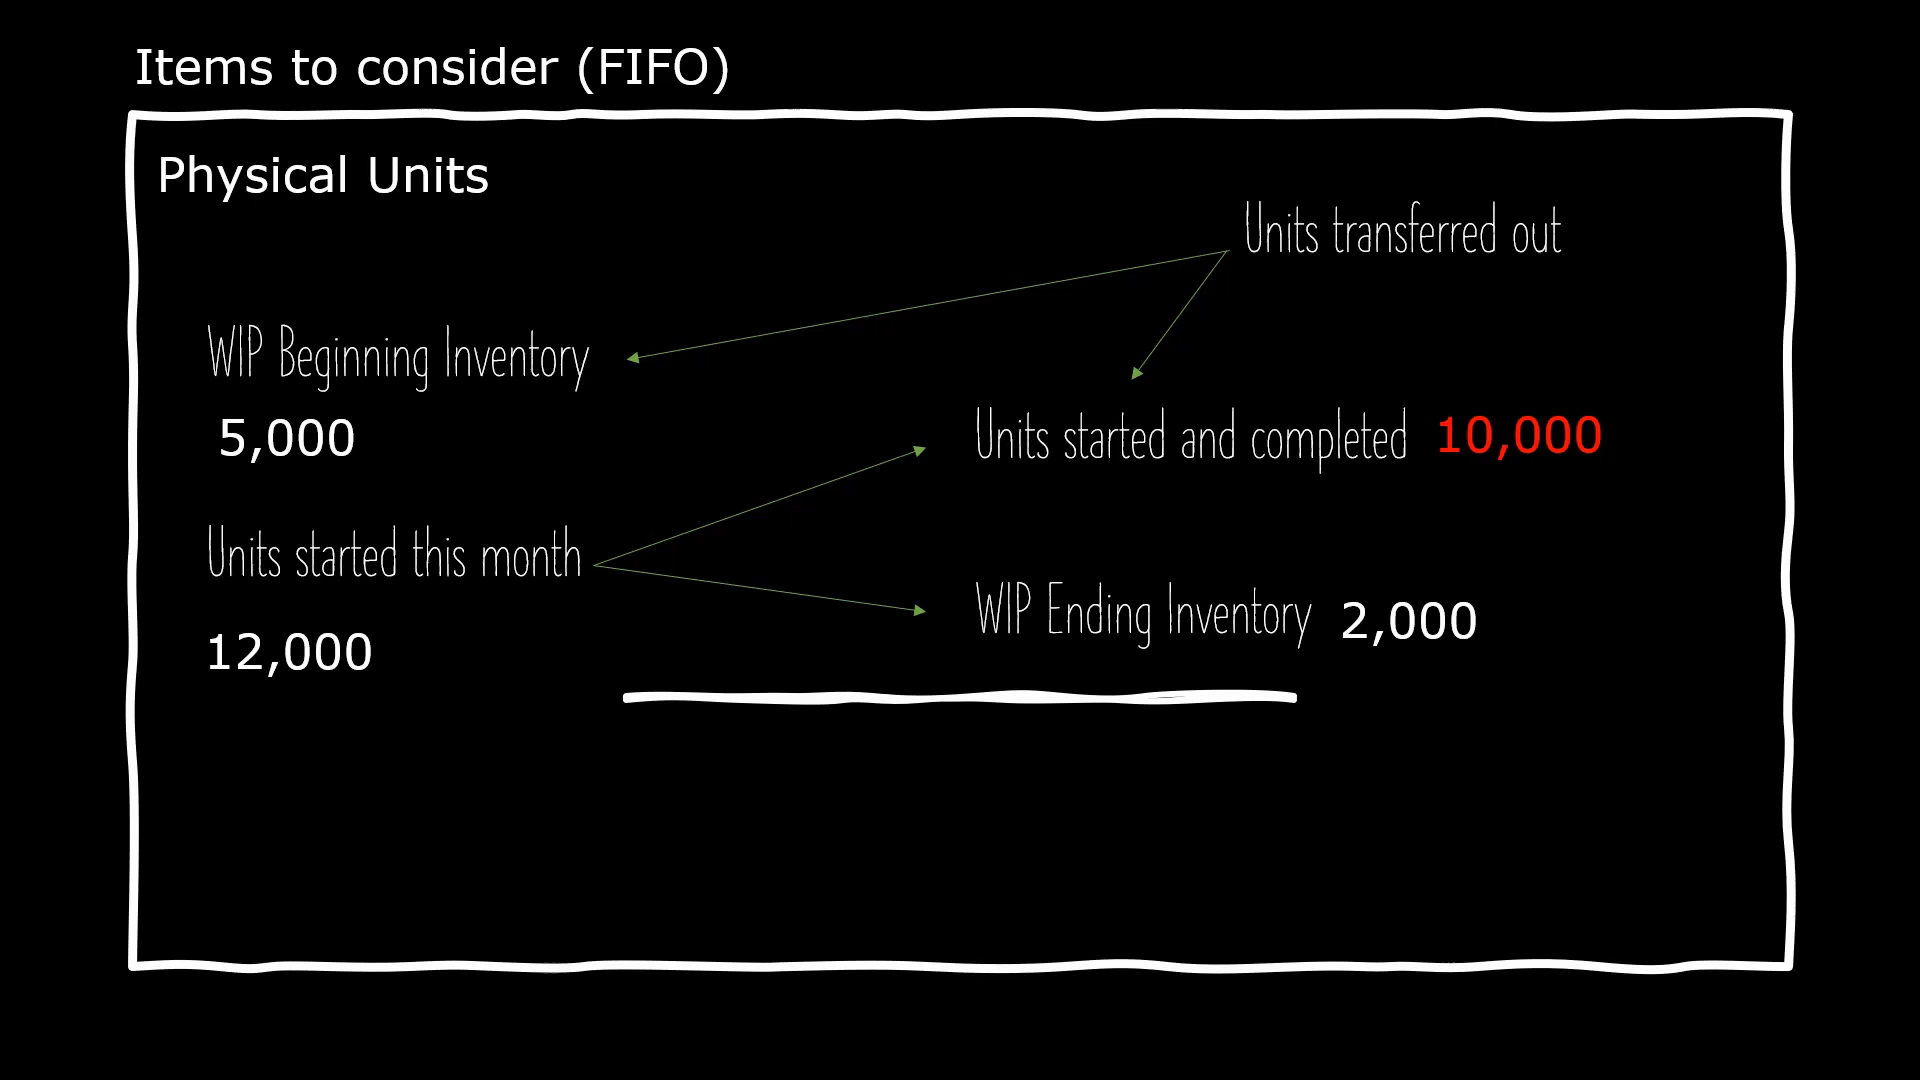 Items to consider (FIFO)
Physical Units
Units transferred out
WIP Beginning Inventory
5,000
Units started and completed 10,000
Units started this month
WIP Ending Inventory 2,000
12,000